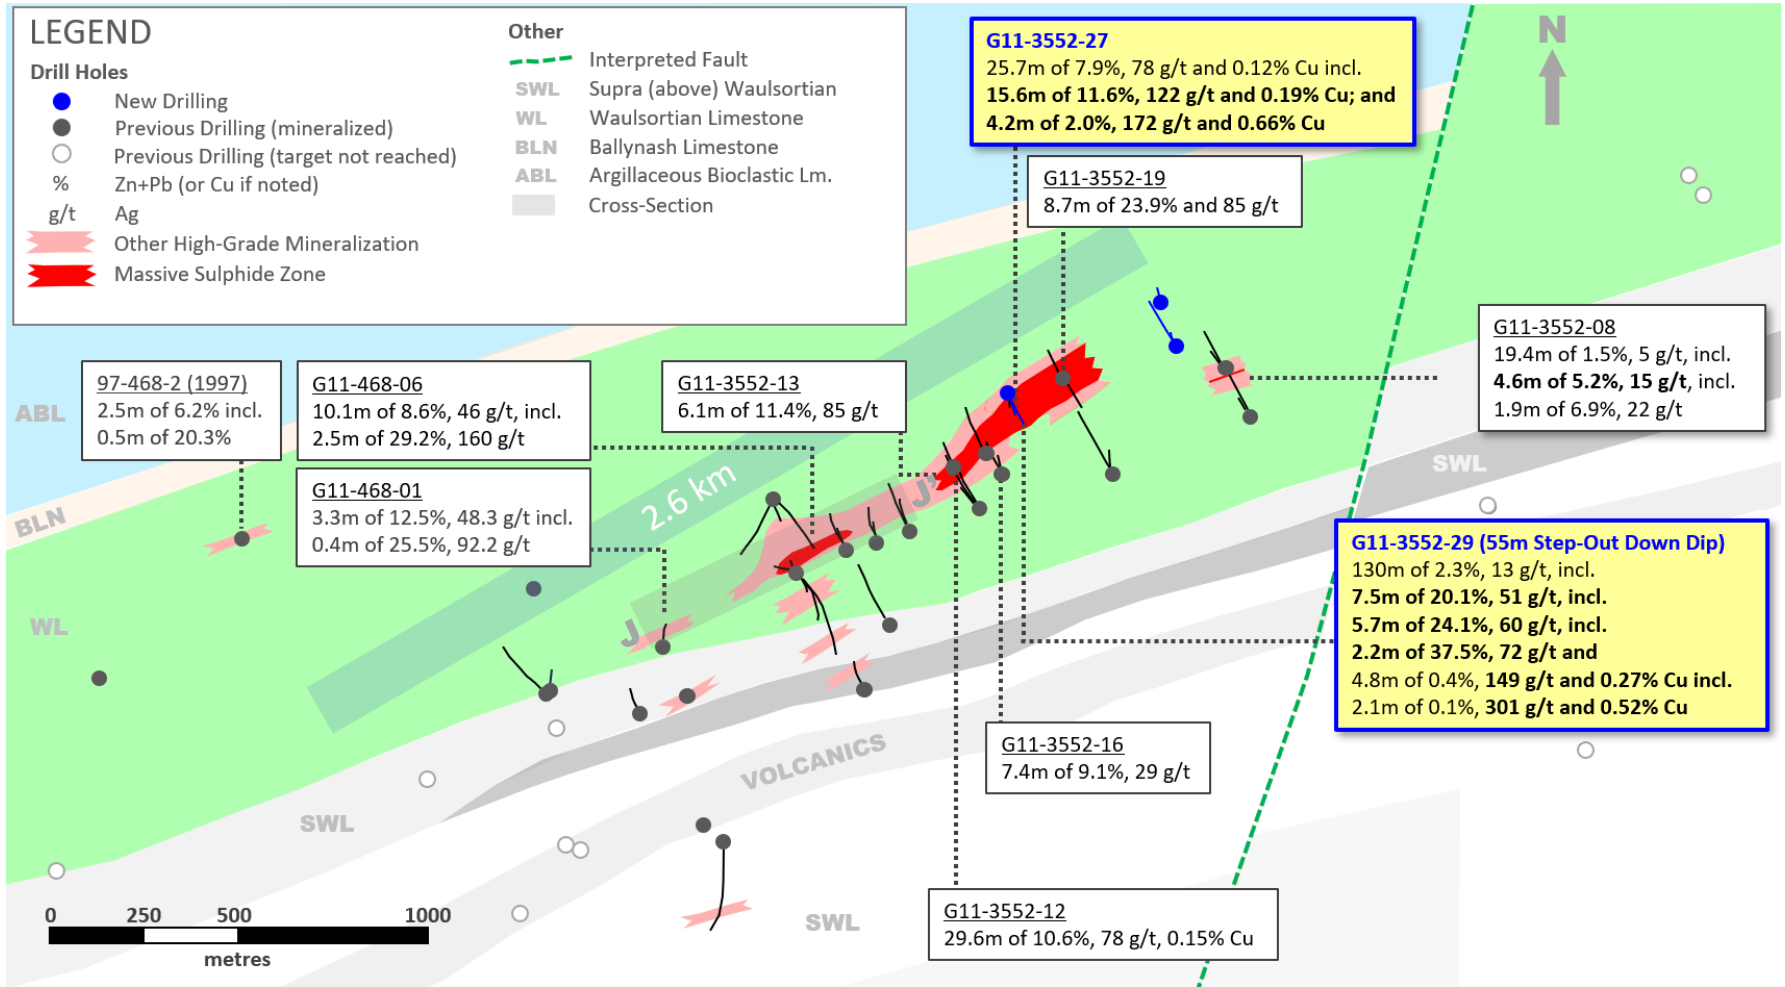 LEGEND
Drill Holes
New Drilling
Previous Drilling (mineralized)
Previous Drilling (target not reached)
% Zn+Pb (or Cu if noted)
g/t Ag
Other High-Grade Mineralization
Massive Sulphide Zone
Other
Interpreted Fault
SWL Supra (above) Waulsortian
WL Waulsortian Limestone
BLN Ballynash Limestone
ABL Argillaceous Bioclastic Lm.
Cross-Section
G11-3552-27
25.7m of 7.9%, 78 g/t and 0.12% Cu incl.
15.6m of 11.6%, 122 g/t and 0.19% Cu; and
4.2m of 2.0%, 172 g/t and 0.66% Cu
N
G11-3552-19
8.7m of 23.9% and 85 g/t
G11-3552-08
19.4m of 1.5%, 5 g/t, incl.
4.6m of 5.2%, 15 g/t, incl.
1.9m of 6.9%, 22 g/t
97-468-2 (1997)
2.5m of 6.2% incl.
0.5m of 20.3%
G11-468-06
10.1m of 8.6%, 46 g/t, incl.
2.5m of 29.2%, 160 g/t
G11-3552-13
6.1m of 11.4%, 85 g/t
ABL
SWL
G11-468-01
3.3m of 12.5%, 48.3 g/t incl.
0.4m of 25.5%, 92.2 g/t
2.6 km
J'
BLN
G11-3552-29 (55m Step-Out Down Dip)
130m of 2.3%, 13 g/t, incl.
7.5m of 20.1%, 51 g/t, incl.
5.7m of 24.1%, 60 g/t, incl.
2.2m of 37.5%, 72 g/t and
4.8m of 0.4%, 149 g/t and 0.27% Cu incl.
2.1m of 0.1%, 301 g/t and 0.52% Cu
WL
J
G11-3552-16
7.4m of 9.1%, 29 g/t
VOLCANICS
SWL
G11-3552-12
29.6m of 10.6%, 78 g/t, 0.15% Cu
SWL
0 250 500 1000
metres